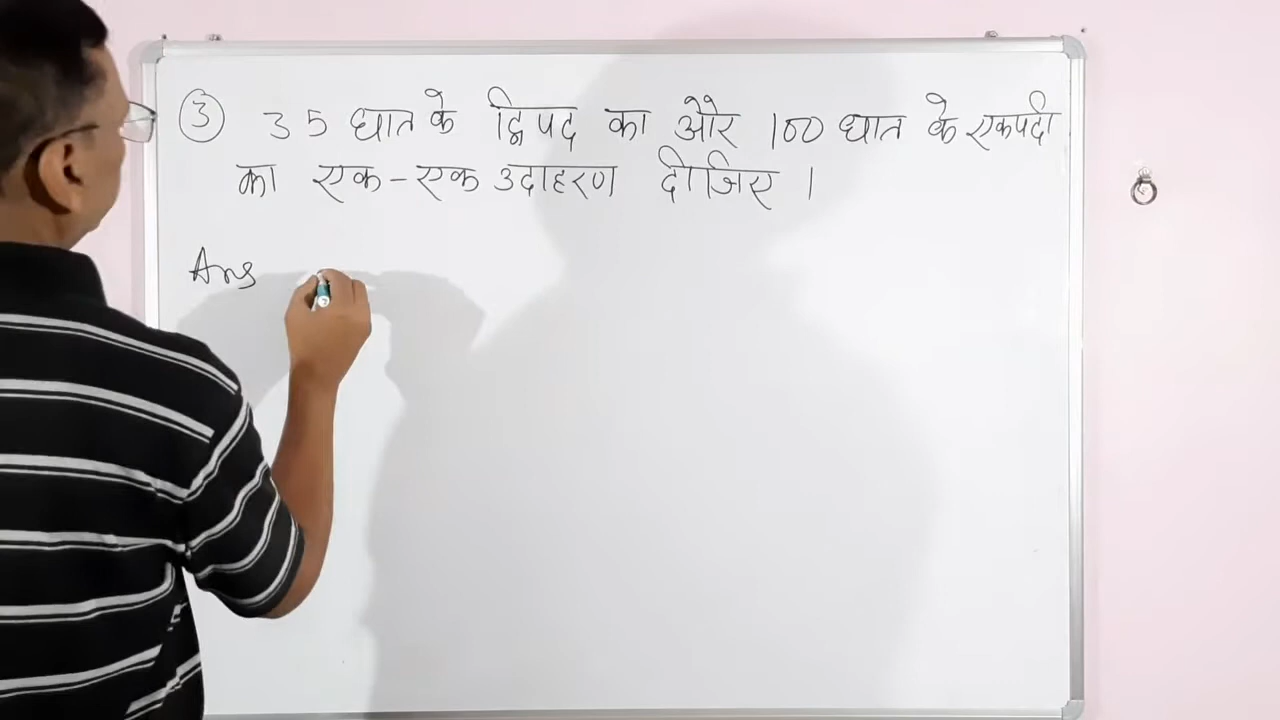 ③ 35 घात के द्विपद का और 100 घात के एकपदी
का एक-एक उदाहरण दीजिए ।
Ans